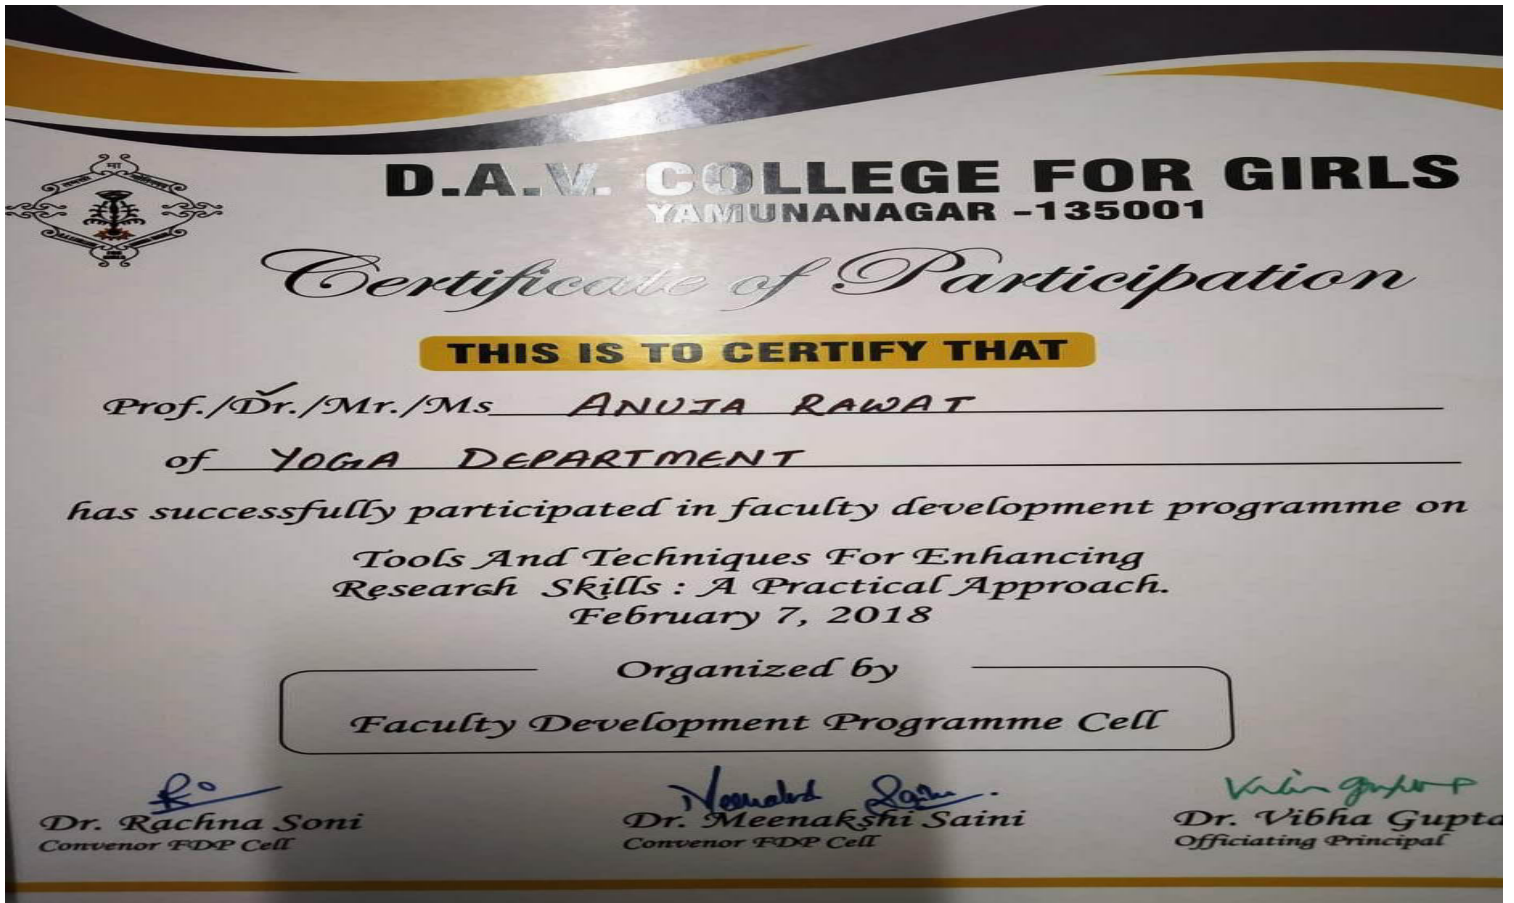 D.A.V. COLLEGE FOR GIRLS
YAMUNANAGAR -135001
Certificate of Participation
THIS IS TO CERTIFY THAT
Prof./Dr./Mr./Ms ANUJA RAWAT
of YOGA DEPARTMENT
has successfully participated in faculty development programme on
Tools And Techniques For Enhancing
Research Skills : A Practical Approach.
February 7, 2018
Organized by
Faculty Development Programme Cell
Dr. Rachna Soni
Convenor FDP Cell
Dr. Meenakshi Saini
Convenor FDP Cell
Dr. Vibha Gupta
Officiating Principal